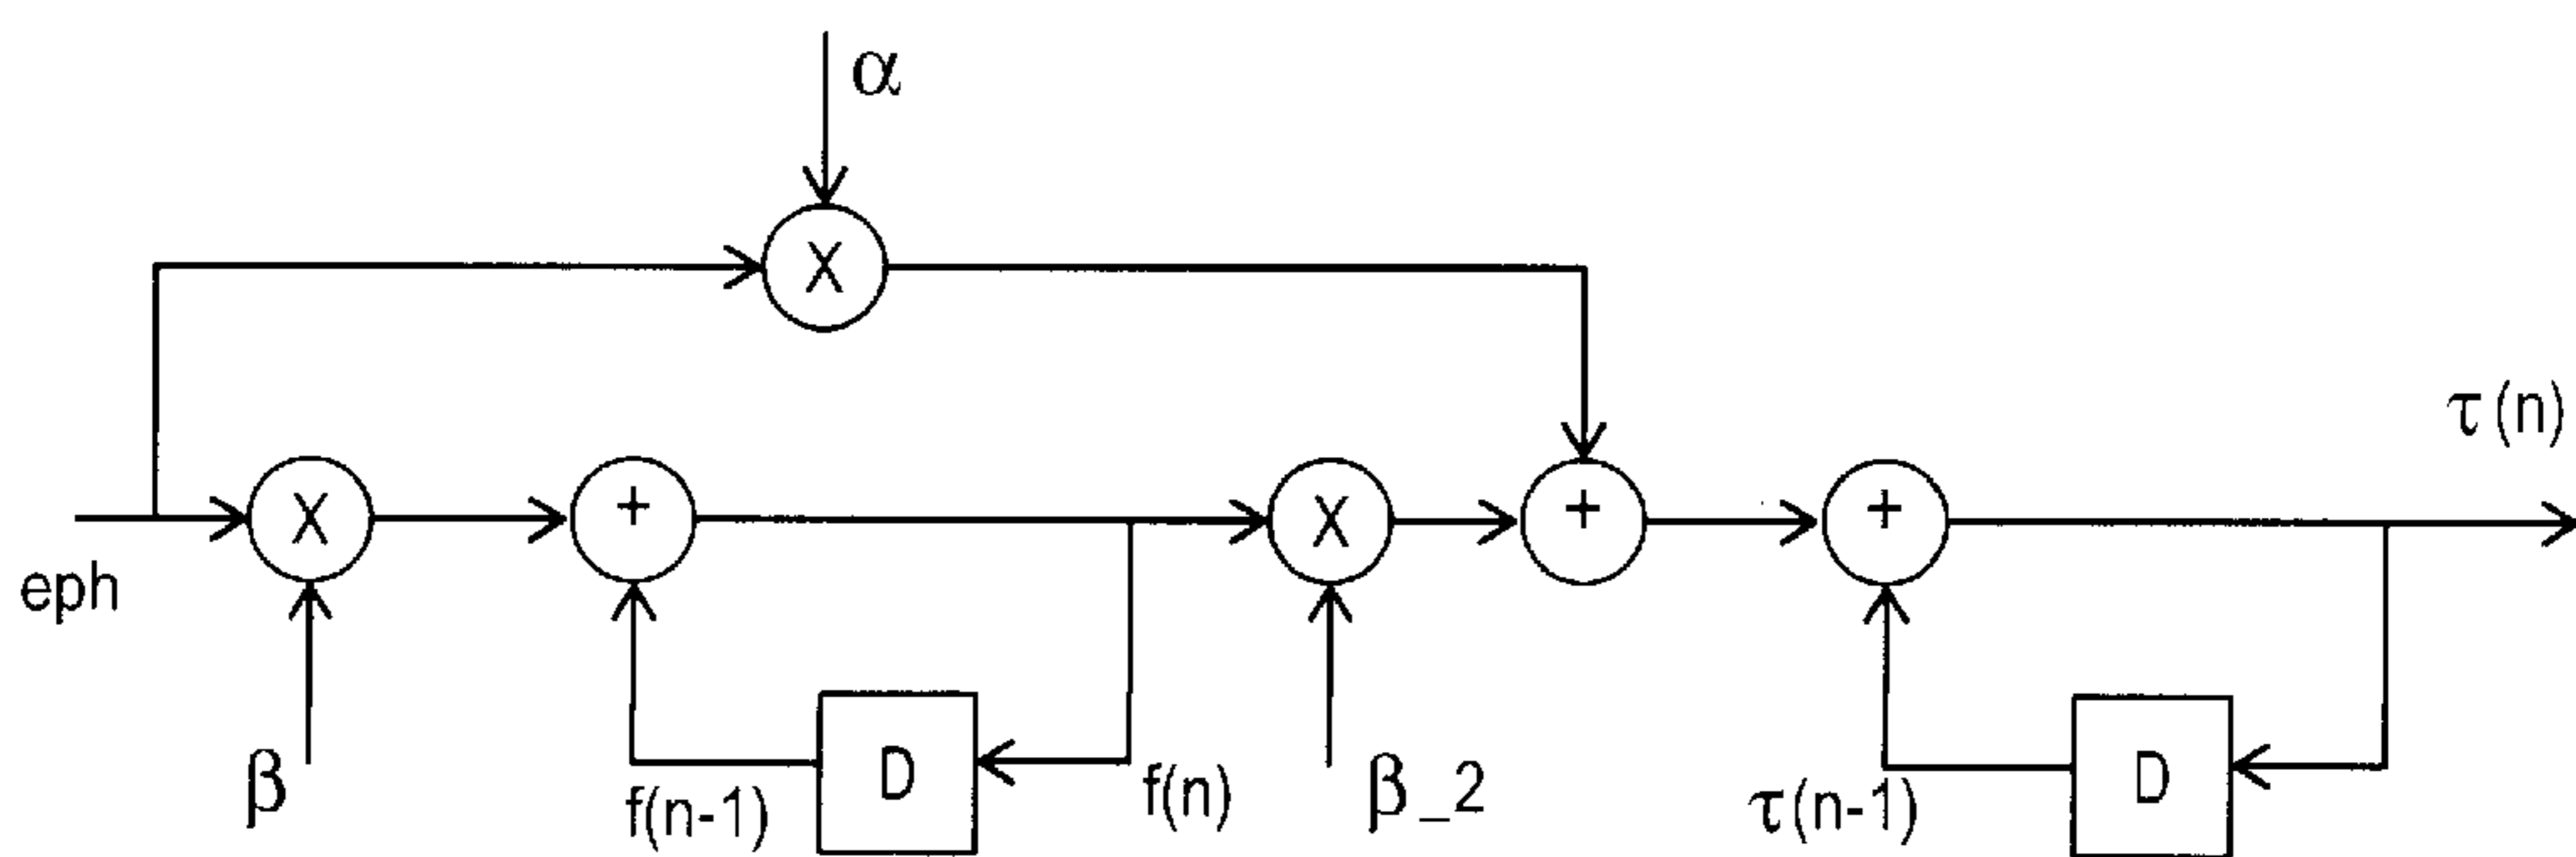 α
X
τ(n)
X
+
X
+
+
eph
β
f(n-1)
D
f(n)
β_2
τ(n-1)
D